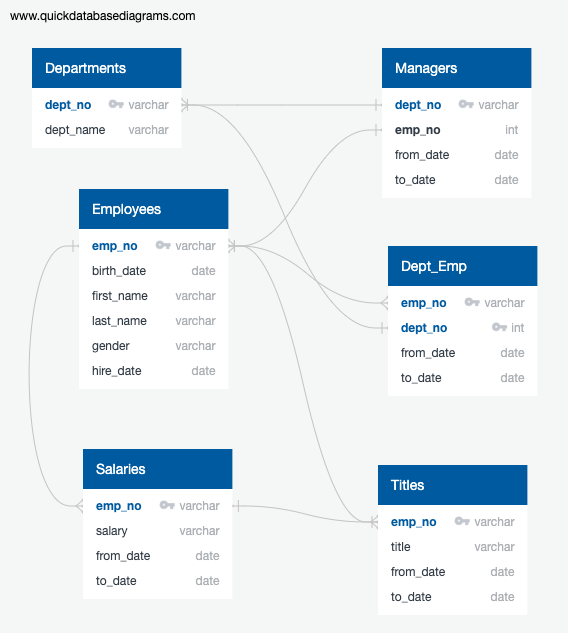 www.quickdatabasediagrams.com
Departments
dept_no varchar
dept_name varchar
Managers
dept_no varchar
emp_no int
from_date date
to_date date
Employees
emp_no varchar
birth_date date
first_name varchar
last_name varchar
gender varchar
hire_date date
Dept_Emp
emp_no varchar
dept_no int
from_date date
to_date date
Salaries
emp_no varchar
salary varchar
from_date date
to_date date
Titles
emp_no varchar
title varchar
from_date date
to_date date